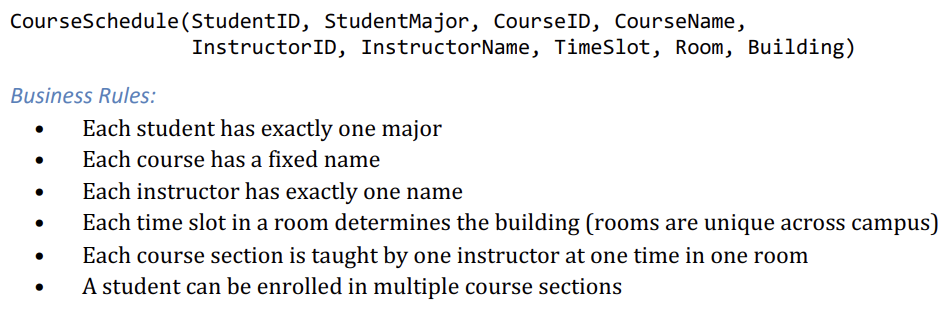 CourseSchedule(StudentID, StudentMajor, CourseID, CourseName,
InstructorID, InstructorName, TimeSlot, Room, Building)
Business Rules:
• Each student has exactly one major
• Each course has a fixed name
• Each instructor has exactly one name
• Each time slot in a room determines the building (rooms are unique across campus)
• Each course section is taught by one instructor at one time in one room
• A student can be enrolled in multiple course sections